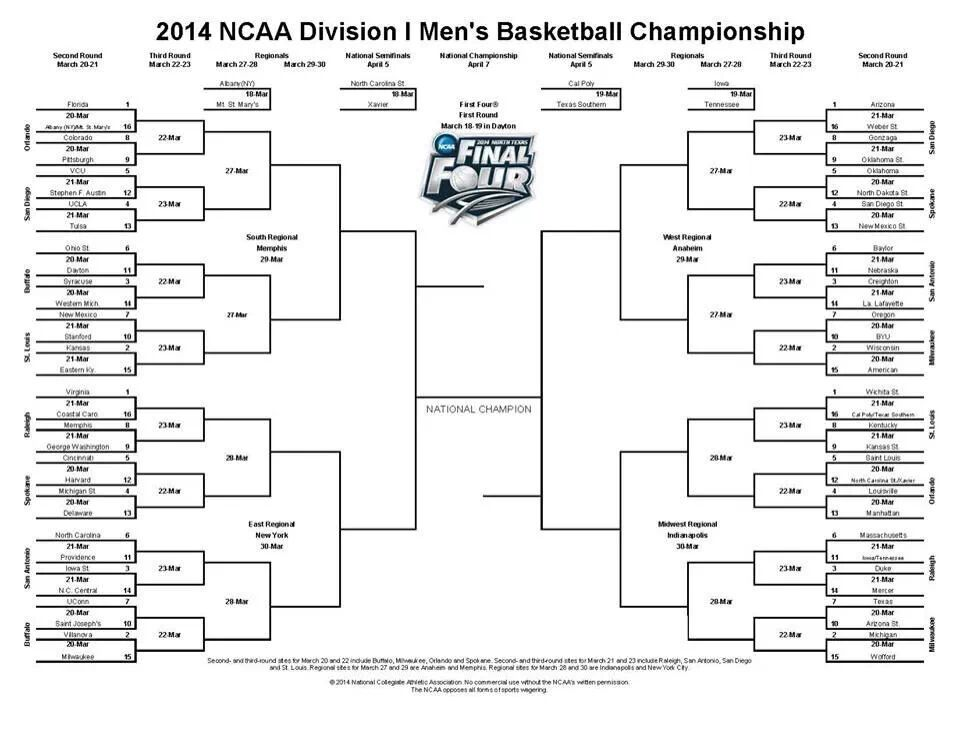 2014 NCAA Division I Men's Basketball Championship
Second Round
March 20-21
Third Round
March 22-23
Regionals
March 27-28 March 29-30
National Semifinals
April 5
National Championship
April 7
National Semifinals
April 5
Regionals
March 29-30 March 27-28
Third Round
March 22-23
Second Round
March 20-21
Albany(NY)
18-Mar
Mt. St. Mary's
North Carolina St.
18-Mar
Xavier
First Four®
First Round
March 18-19 in Dayton
Cal Poly
19-Mar
Texas Southern
Iowa
19-Mar
Tennessee
NCAA
2014 NORTH TEXAS
FINAL
FOUR
Orlando
Florida 1
20-Mar
Albany (NY)/Mt. St. Mary's 16
Colorado 8
20-Mar
Pittsburgh 9
22-Mar
San Diego
VCU 5
21-Mar
Stephen F. Austin 12
UCLA 4
21-Mar
Tulsa 13
23-Mar
27-Mar
South Regional
Memphis
29-Mar
Buffalo
Ohio St. 6
20-Mar
Dayton 11
Syracuse 3
20-Mar
Western Mich. 14
22-Mar
St. Louis
New Mexico 7
21-Mar
Stanford 10
Kansas 2
21-Mar
Eastern Ky. 15
23-Mar
27-Mar
Raleigh
Virginia 1
21-Mar
Coastal Caro. 16
Memphis 8
21-Mar
George Washington 9
23-Mar
Spokane
Cincinnati 5
20-Mar
Harvard 12
Michigan St. 4
20-Mar
Delaware 13
22-Mar
28-Mar
East Regional
New York
30-Mar
San Antonio
North Carolina 6
21-Mar
Providence 11
Iowa St. 3
21-Mar
N.C. Central 14
23-Mar
Buffalo
UConn 7
20-Mar
Saint Joseph's 10
Villanova 2
20-Mar
Milwaukee 15
22-Mar
28-Mar
NATIONAL CHAMPION
1 Arizona
21-Mar
16 Weber St.
8 Gonzaga
21-Mar
9 Oklahoma St.
San Diego
23-Mar
5 Oklahoma
20-Mar
12 North Dakota St.
4 San Diego St.
20-Mar
13 New Mexico St.
Spokane
22-Mar
27-Mar
West Regional
Anaheim
29-Mar
6 Baylor
21-Mar
11 Nebraska
3 Creighton
21-Mar
14 La. Lafayette
San Antonio
23-Mar
7 Oregon
20-Mar
10 BYU
2 Wisconsin
20-Mar
15 American
Milwaukee
22-Mar
27-Mar
1 Wichita St.
21-Mar
16 Cal Poly/Texas Southern
8 Kentucky
21-Mar
9 Kansas St.
St. Louis
23-Mar
5 Saint Louis
20-Mar
12 North Carolina St./Xavier
4 Louisville
20-Mar
13 Manhattan
Orlando
22-Mar
28-Mar
Midwest Regional
Indianapolis
30-Mar
6 Massachusetts
21-Mar
11 Iowa/Tennessee
3 Duke
21-Mar
14 Mercer
Raleigh
23-Mar
7 Texas
20-Mar
10 Arizona St.
2 Michigan
20-Mar
15 Wofford
Milwaukee
22-Mar
28-Mar
Second- and third-round sites for March 20 and 22 include Buffalo, Milwaukee, Orlando and Spokane. Second- and third-round sites for March 21 and 23 include Raleigh, San Antonio, San Diego
and St. Louis. Regional sites for March 27 and 29 are Anaheim and Memphis. Regional sites for March 28 and 30 are Indianapolis and New York City.
© 2014 National Collegiate Athletic Association. No commercial use without the NCAA's written permission.
The NCAA opposes all forms of sports wagering.